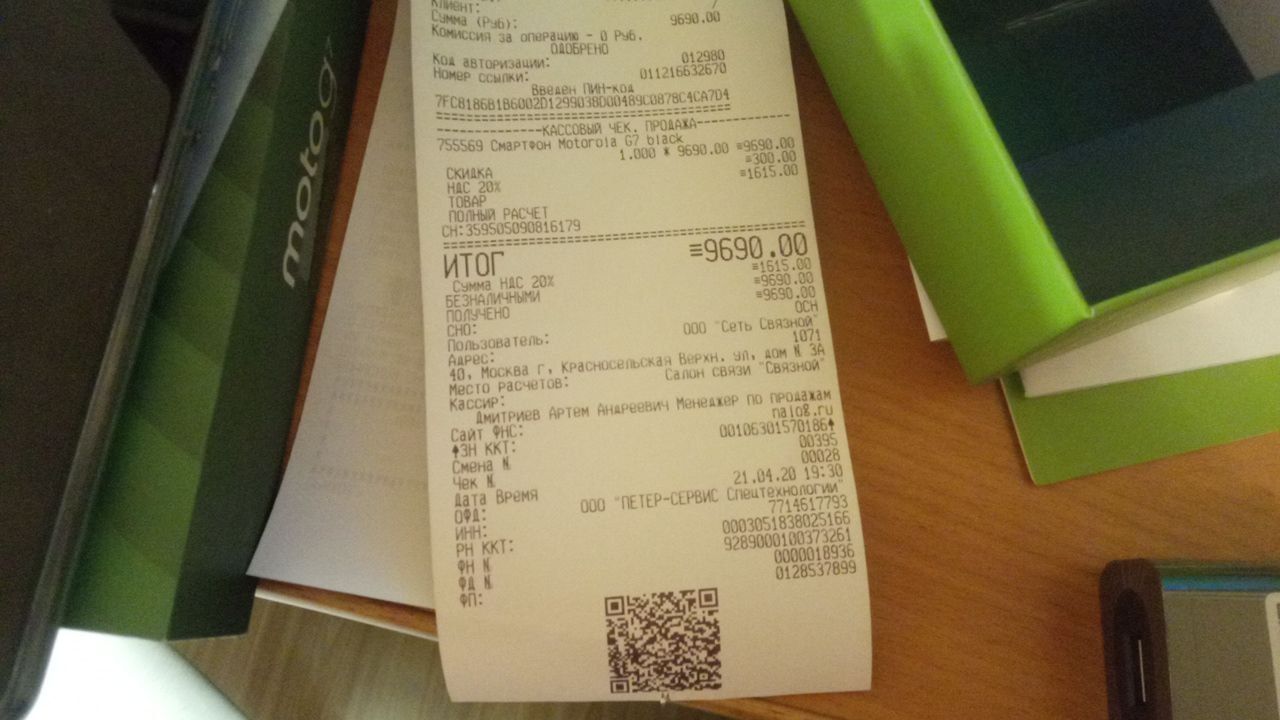 Клиент:
Сумма (Руб): 9690.00
Комиссия за операцию - 0 Руб.
ОДОБРЕНО
Код авторизации: 012980
Номер ссылки: 011216632670
Введен ПИН-код
7FC8186B1B6002D1299038D00489C0878C4CA7D4
==========================================
---------------КАССОВЫЙ ЧЕК. ПРОДАЖА---------------
755569 Смартфон Motorola G7 black
1.000 * 9690.00 ≡9690.00
СКИДКА ≡300.00
НДС 20% ≡1615.00
ТОВАР
ПОЛНЫЙ РАСЧЕТ
СН:359505090816179
==========================================
ИТОГ ≡9690.00
Сумма НДС 20% ≡1615.00
БЕЗНАЛИЧНЫМИ ≡9690.00
ПОЛУЧЕНО ≡9690.00
СНО: ОСН
Пользователь: ООО "Сеть Связной"
Адрес: 1071
40, Москва г, Красносельская Верхн. ул, дом № 3А
Место расчетов: Салон связи "Связной"
Кассир:
Дмитриев Артем Андреевич Менеджер по продажам
Сайт ФНС: nalog.ru
ЗН ККТ: 00106301570186
Смена № 00395
Чек № 00028
Дата Время 21.04.20 19:30
ОФД: ООО "ПЕТЕР-СЕРВИС Спецтехнологии"
ИНН: 7714617793
РН ККТ: 0003051838025166
ФН № 9289000100373261
ФД № 0000018936
ФП: 0128537899
moto g7